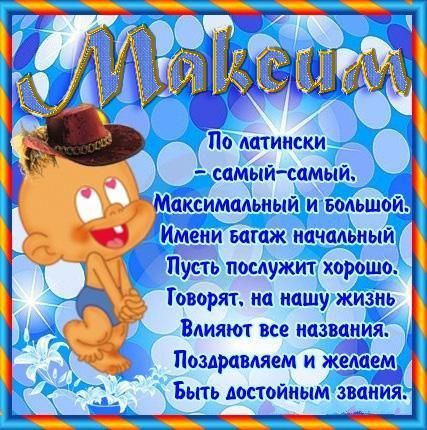 Максим
По латински
– самый-самый,
Максимальный и большой.
Имени багаж начальный
Пусть послужит хорошо.
Говорят, на нашу жизнь
Влияют все названия.
Поздравляем и желаем
Быть достойным звания.